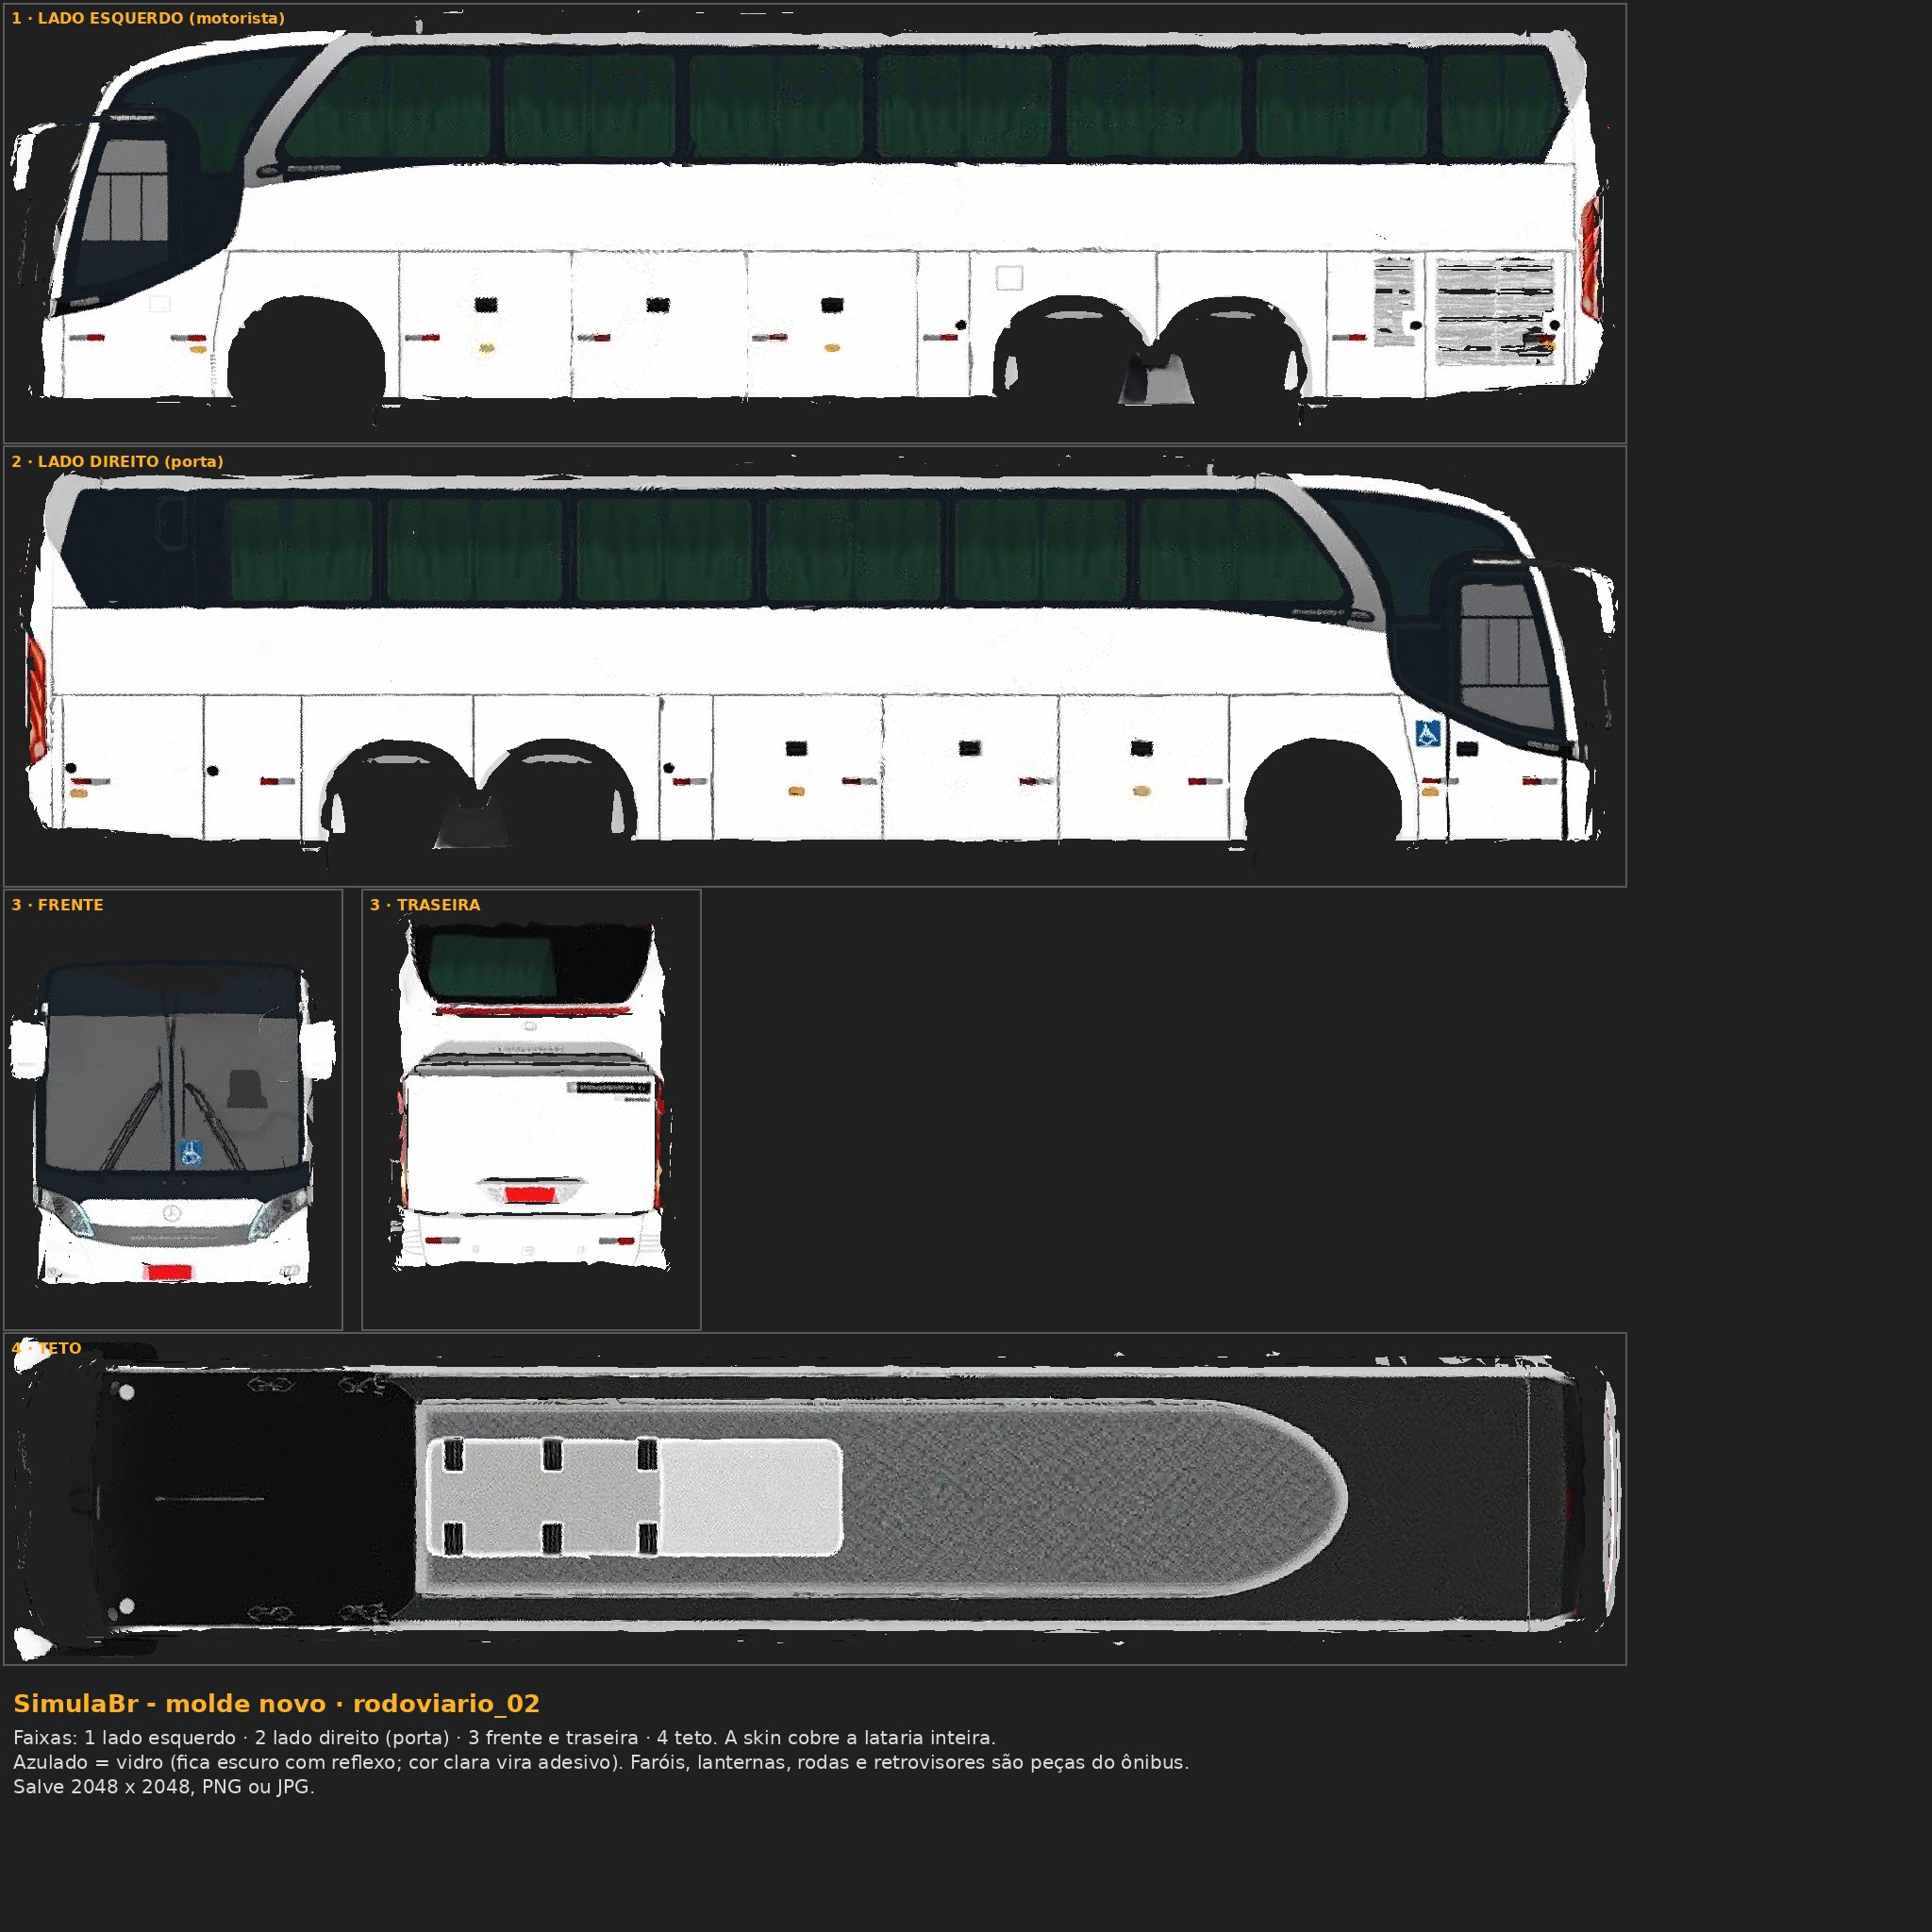 1 · LADO ESQUERDO (motorista)
2 · LADO DIREITO (porta)
3 · FRENTE
3 · TRASEIRA
4 · TETO
SimulaBr - molde novo · rodoviario_02
Faixas: 1 lado esquerdo · 2 lado direito (porta) · 3 frente e traseira · 4 teto. A skin cobre a lataria inteira.
Azulado = vidro (fica escuro com reflexo; cor clara vira adesivo). Faróis, lanternas, rodas e retrovisores são peças do ônibus.
Salve 2048 x 2048, PNG ou JPG.